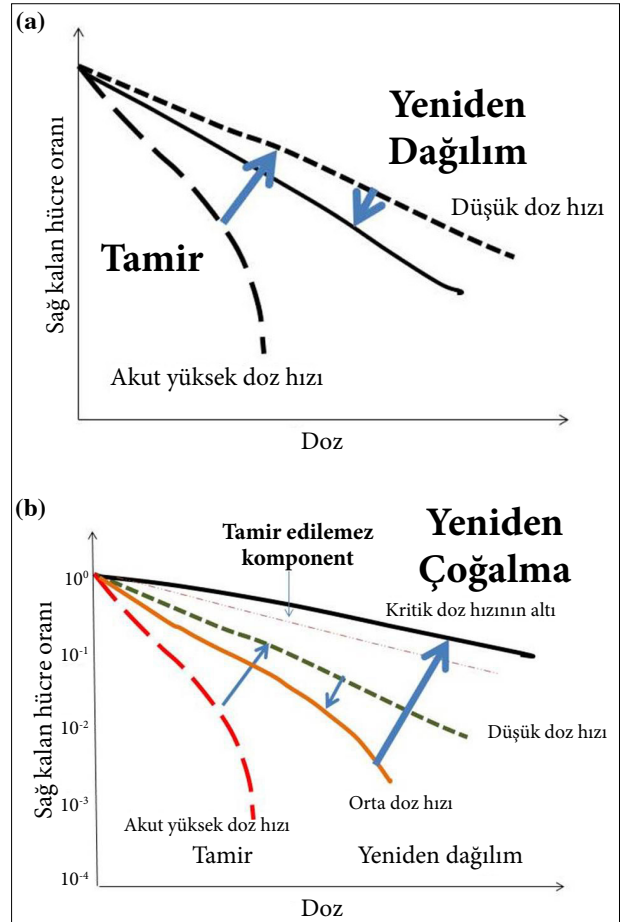 (a)
Sağ kalan hücre oranı
Yeniden
Dağılım
Düşük doz hızı
Tamir
Akut yüksek doz hızı
Doz
(b)
Sağ kalan hücre oranı
Tamir edilemez
komponent
Yeniden
Çoğalma
Kritik doz hızının altı
10⁰
10⁻¹
10⁻²
10⁻³
10⁻⁴
Düşük doz hızı
Orta doz hızı
Akut yüksek doz hızı
Tamir
Yeniden dağılım
Doz